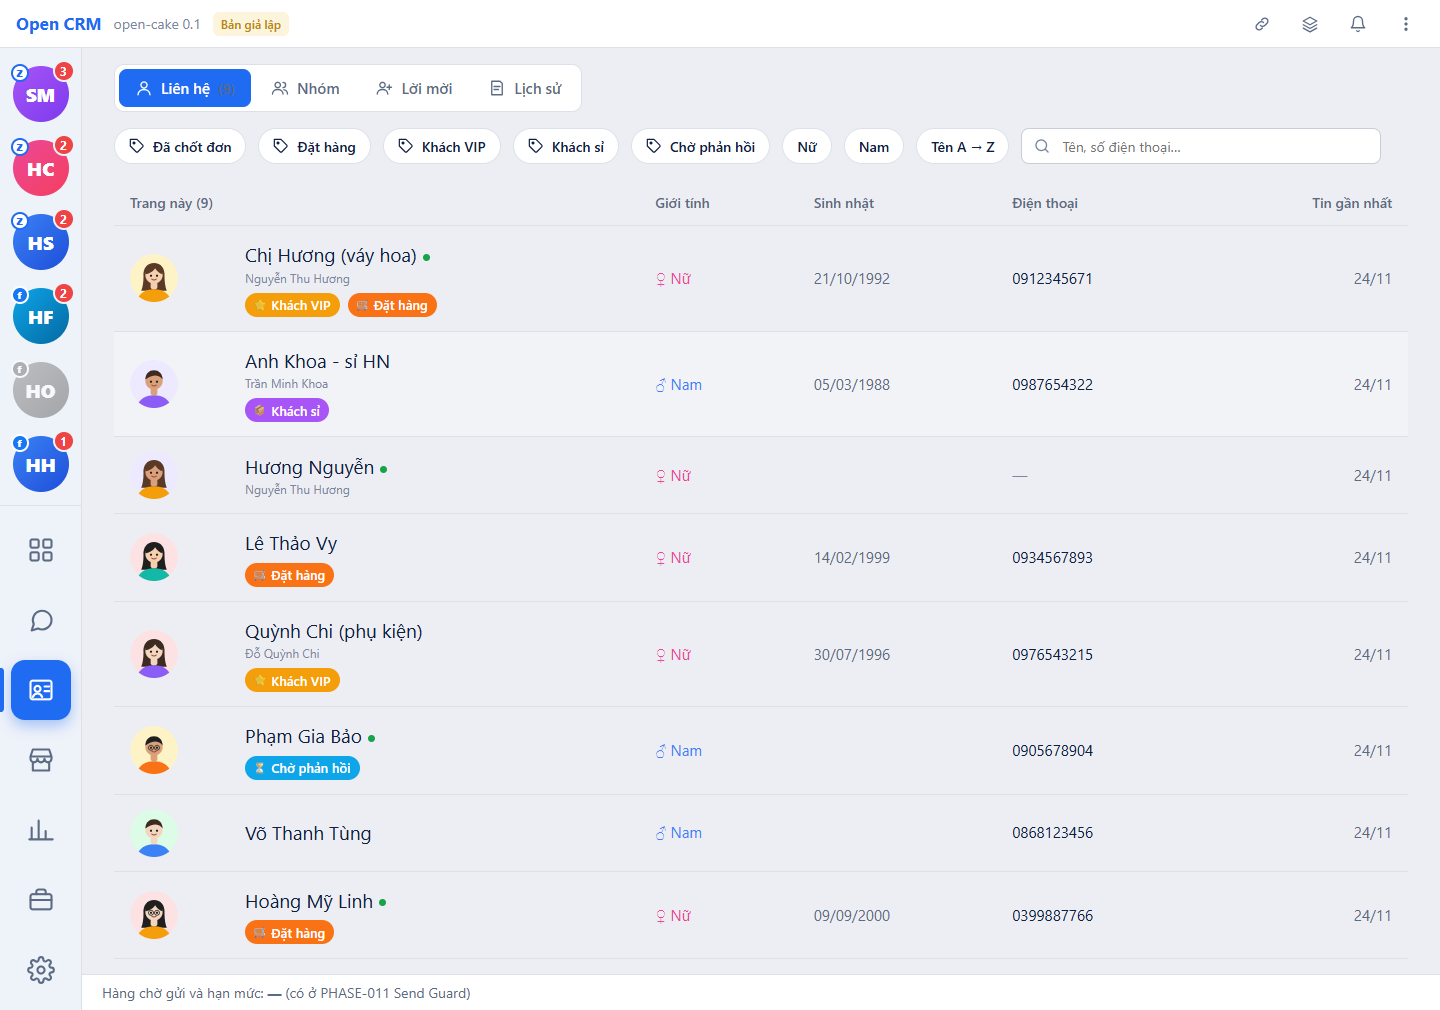 Open CRM open-cake 0.1 Bản giả lập
z 3
SM
z 2
HC
z 2
HS
f 2
HF
f
HO
f 1
HH
Liên hệ (9) Nhóm Lời mời Lịch sử
Đã chốt đơn Đặt hàng Khách VIP Khách sỉ Chờ phản hồi Nữ Nam Tên A → Z Tên, số điện thoại...
Trang này (9) Giới tính Sinh nhật Điện thoại Tin gần nhất
Chị Hương (váy hoa)
Nguyễn Thu Hương
Khách VIP Đặt hàng
♀ Nữ 21/10/1992 0912345671 24/11
Anh Khoa - sỉ HN
Trần Minh Khoa
Khách sỉ
♂ Nam 05/03/1988 0987654322 24/11
Hương Nguyễn
Nguyễn Thu Hương
♀ Nữ — 24/11
Lê Thảo Vy
Đặt hàng
♀ Nữ 14/02/1999 0934567893 24/11
Quỳnh Chi (phụ kiện)
Đỗ Quỳnh Chi
Khách VIP
♀ Nữ 30/07/1996 0976543215 24/11
Phạm Gia Bảo
Chờ phản hồi
♂ Nam 0905678904 24/11
Võ Thanh Tùng
♂ Nam 0868123456 24/11
Hoàng Mỹ Linh
Đặt hàng
♀ Nữ 09/09/2000 0399887766 24/11
Hàng chờ gửi và hạn mức: — (có ở PHASE-011 Send Guard)